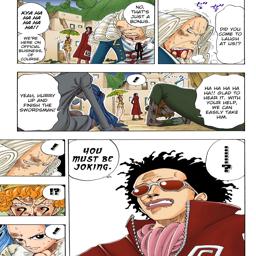 DID YOU
COME TO
LAUGH
AT US!?
NO,
THAT'S
JUST A
BONUS.
KYA HA
HA HA
HA HA
HA!
WE'RE
HERE ON
OFFICIAL
BUSINESS,
OF
COURSE.
HA HA HA HA
HA!! GLAD TO
HEAR IT. WITH
YOUR HELP, WE
CAN EASILY
TAKE HIM.
YEAH, HURRY
UP AND
FINISH THE
SWORDSMAN!
!!
YOU
MUST BE
JOKING.
!?
!?
!?